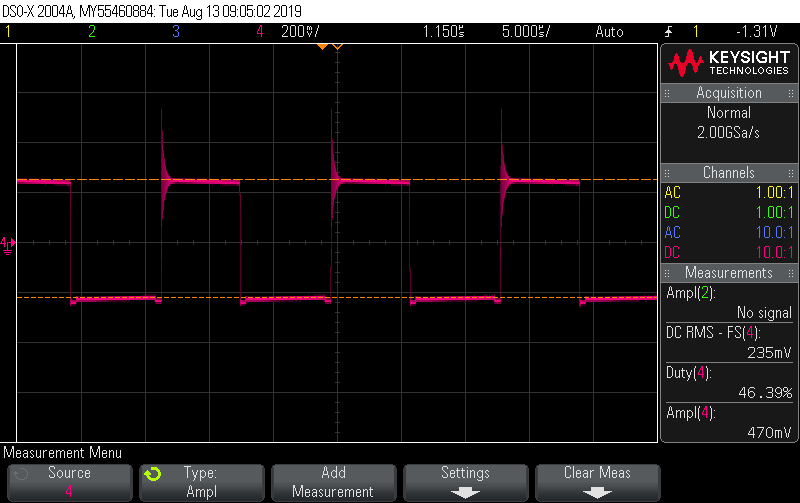 DSO-X 2004A, MY55460884: Tue Aug 13 09:05:02 2019
1 2 3 4 200mV/ 1.150s 5.000s/ Auto 1 -1.31V
KEYSIGHT
TECHNOLOGIES
Acquisition
Normal
2.00GSa/s
Channels
AC 1.00:1
DC 1.00:1
AC 10.0:1
DC 10.0:1
Measurements
Ampl(2):
No signal
DC RMS - FS(4):
235mV
Duty(4):
46.39%
Ampl(4):
470mV
4
Measurement Menu
Source
4
Type:
Ampl
Add
Measurement
Settings
Clear Meas